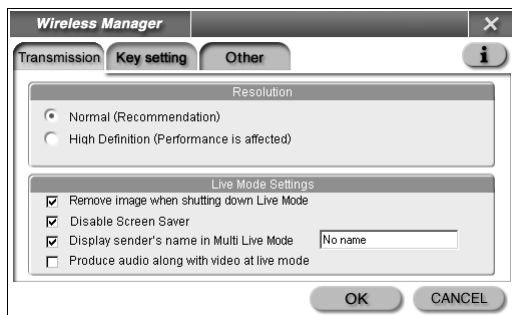 Wireless Manager
Transmission Key setting Other i
Resolution
Normal (Recommendation)
High Definition (Performance is affected)
Live Mode Settings
Remove image when shutting down Live Mode
Disable Screen Saver
Display sender's name in Multi Live Mode No name
Produce audio along with video at live mode
OK CANCEL